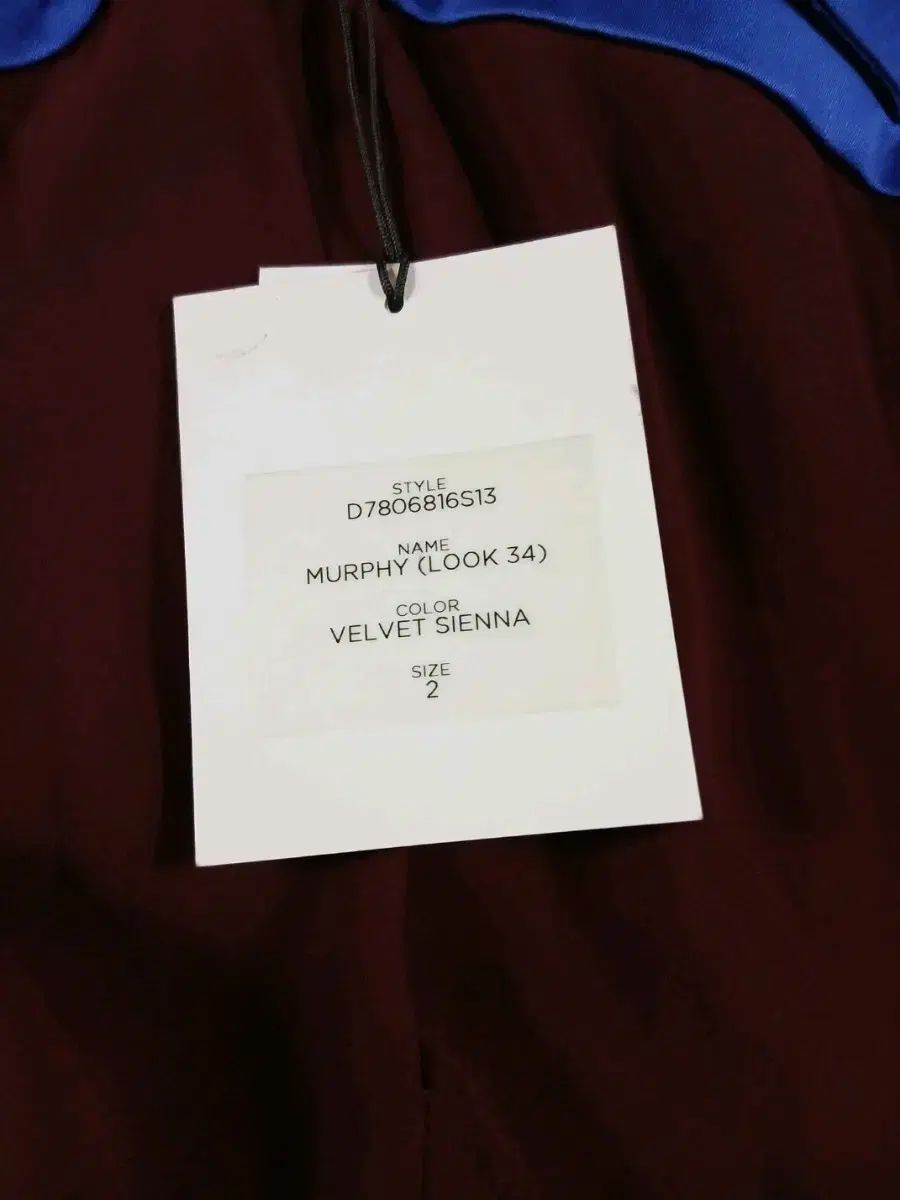 STYLE
D7806816S13
NAME
MURPHY (LOOK 34)
COLOR
VELVET SIENNA
SIZE
2